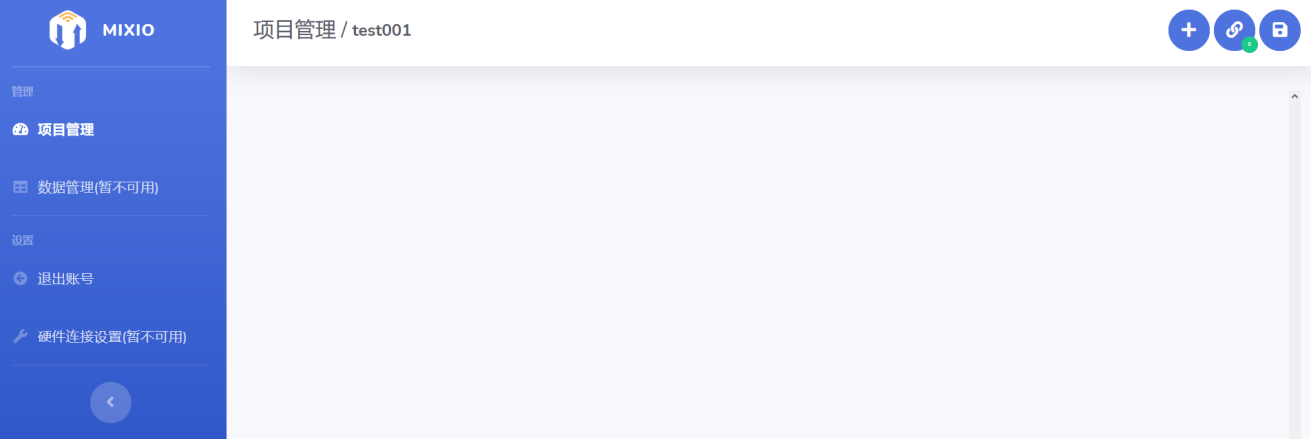 MIXIO
项目管理 / test001
管理
项目管理
数据管理(暂不可用)
设置
退出账号
硬件连接设置(暂不可用)